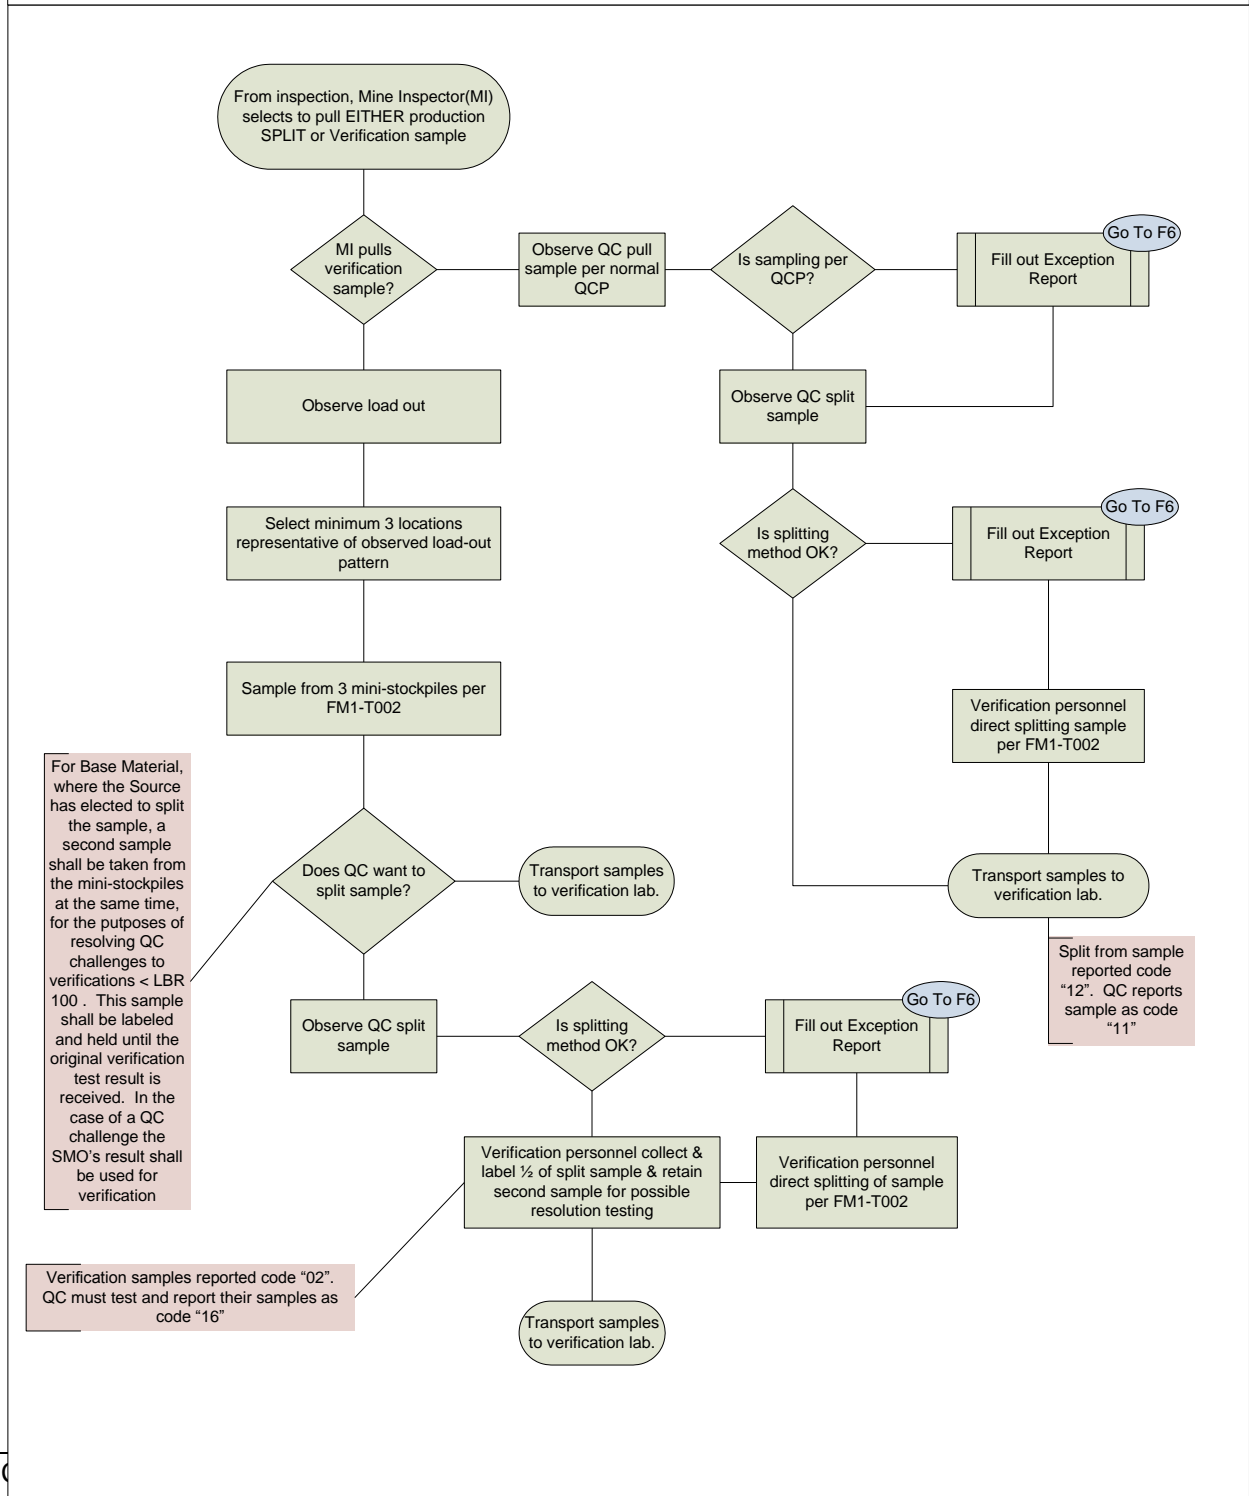 From inspection, Mine Inspector(MI)
selects to pull EITHER production
SPLIT or Verification sample
MI pulls
verification
sample?
Observe QC pull
sample per normal
QCP
Is sampling per
QCP?
Go To F6
Fill out Exception
Report
Observe load out
Observe QC split
sample
Select minimum 3 locations
representative of observed load-out
pattern
Is splitting
method OK?
Go To F6
Fill out Exception
Report
Sample from 3 mini-stockpiles per
FM1-T002
Verification personnel
direct splitting sample
per FM1-T002
For Base Material,
where the Source
has elected to split
the sample, a
second sample
shall be taken from
the mini-stockpiles
at the same time,
for the putposes of
resolving QC
challenges to
verifications < LBR
100 .  This sample
shall be labeled
and held until the
original verification
test result is
received.  In the
case of a QC
challenge the
SMO's result shall
be used for
verification
Does QC want to
split sample?
Transport samples
to verification lab.
Transport samples to
verification lab.
Split from sample
reported code
“12”.  QC reports
sample as code
“11”
Observe QC split
sample
Is splitting
method OK?
Go To F6
Fill out Exception
Report
Verification personnel collect &
label ½ of split sample & retain
second sample for possible
resolution testing
Verification personnel
direct splitting of sample
per FM1-T002
Verification samples reported code “02”.
QC must test and report their samples as
code “16”
Transport samples
to verification lab.